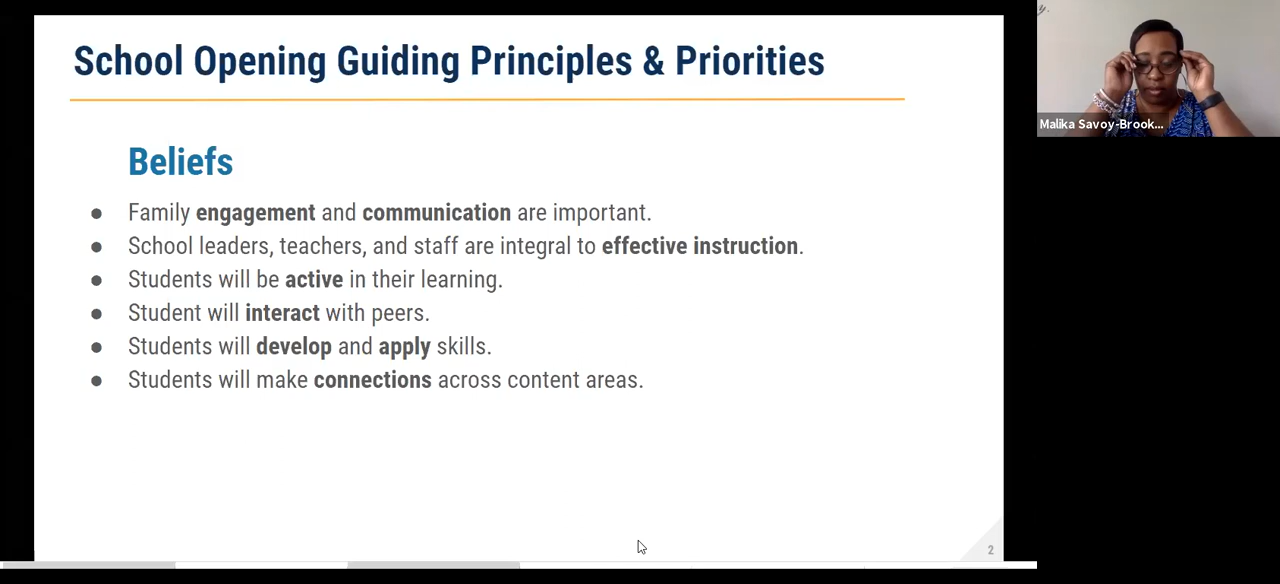 School Opening Guiding Principles & Priorities
Beliefs
● Family engagement and communication are important.
● School leaders, teachers, and staff are integral to effective instruction.
● Students will be active in their learning.
● Student will interact with peers.
● Students will develop and apply skills.
● Students will make connections across content areas.
2
y.
Malika Savoy-Brook...